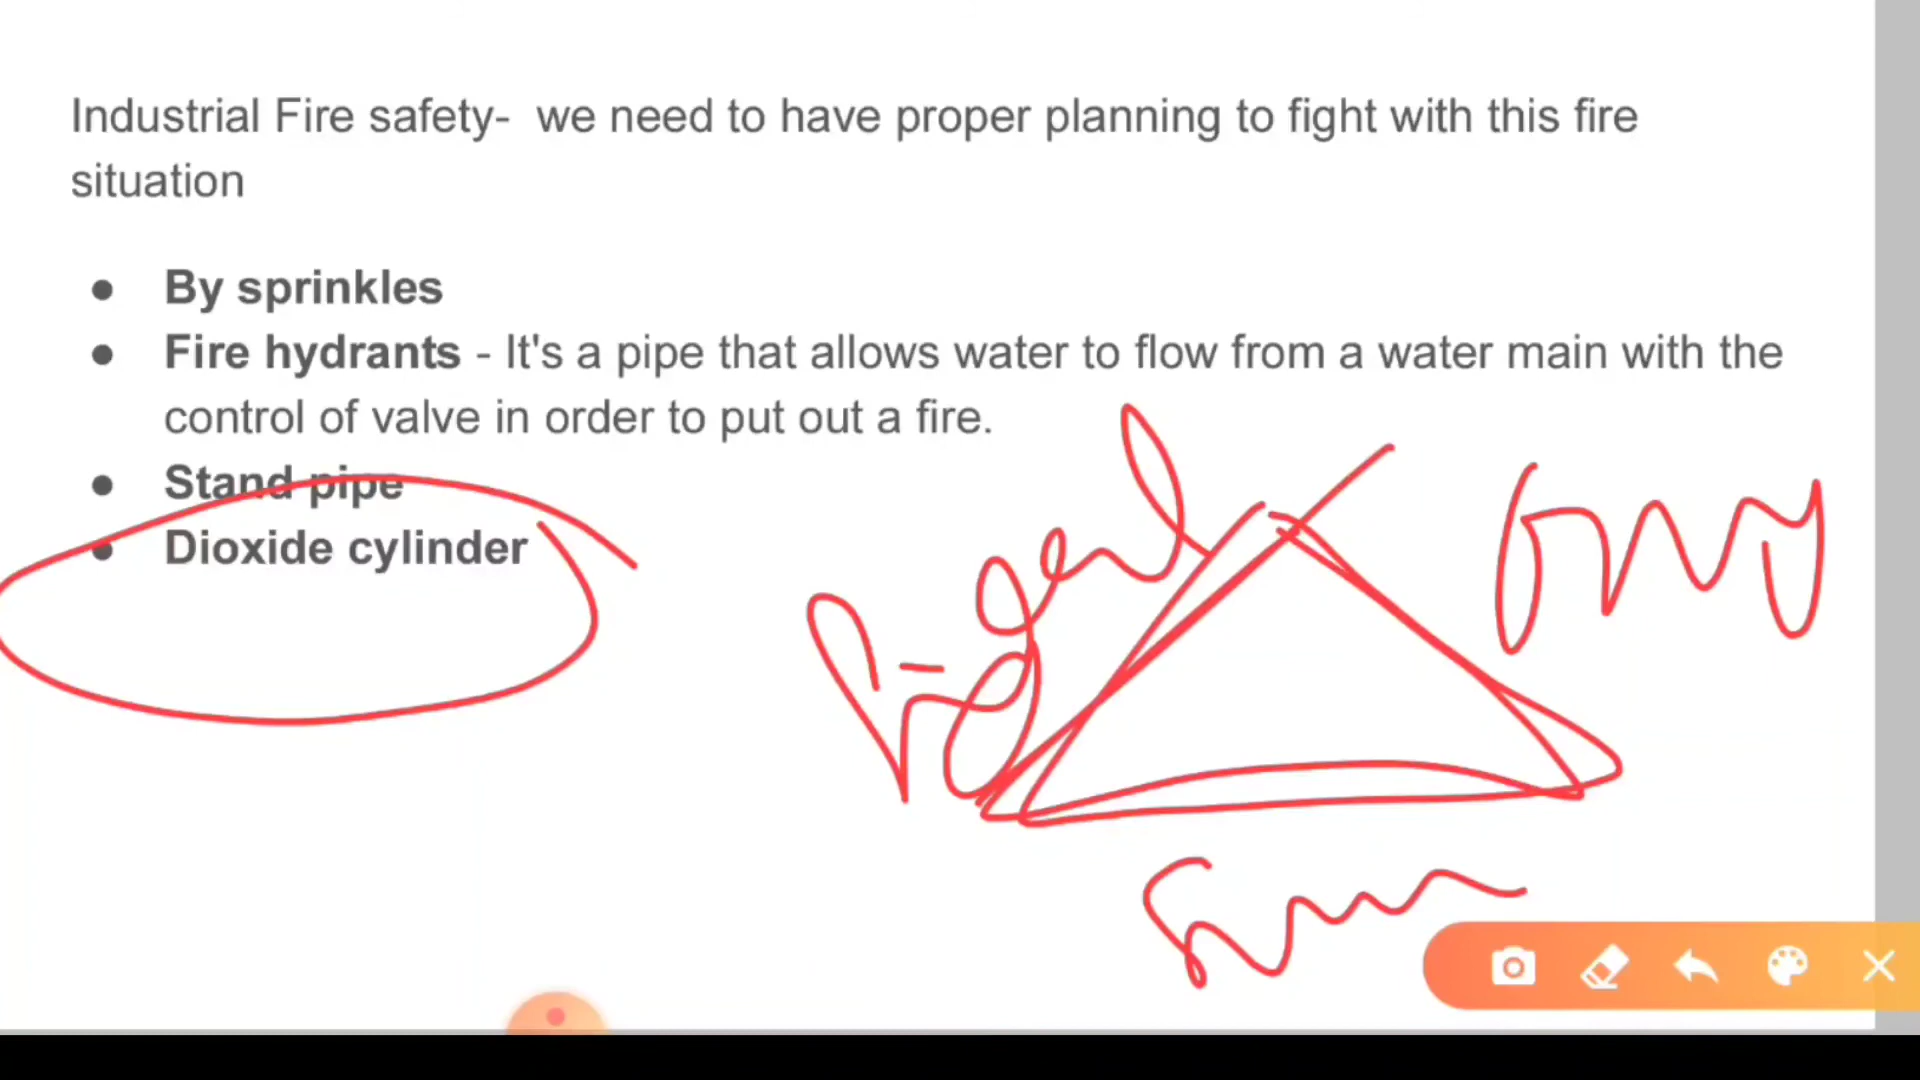 Industrial Fire safety- we need to have proper planning to fight with this fire
situation
● By sprinkles
● Fire hydrants - It's a pipe that allows water to flow from a water main with the
control of valve in order to put out a fire.
● Stand pipe
● Dioxide cylinder